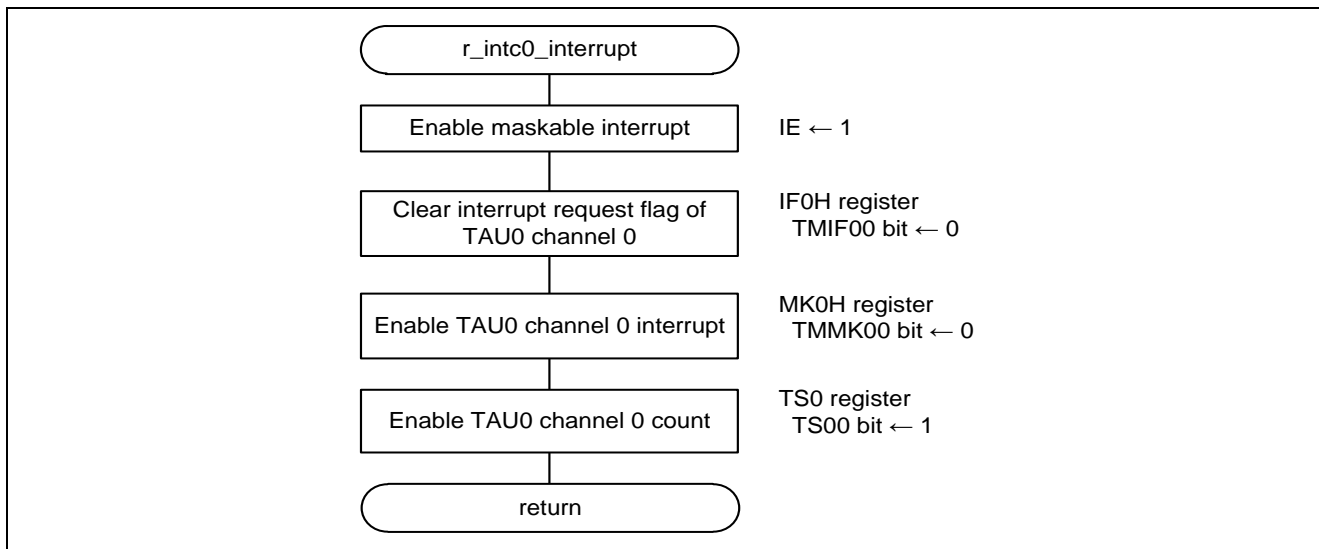 r_intc0_interrupt
Enable maskable interrupt
IE ← 1
Clear interrupt request flag of
TAU0 channel 0
IF0H register
TMIF00 bit ← 0
Enable TAU0 channel 0 interrupt
MK0H register
TMMK00 bit ← 0
Enable TAU0 channel 0 count
TS0 register
TS00 bit ← 1
return